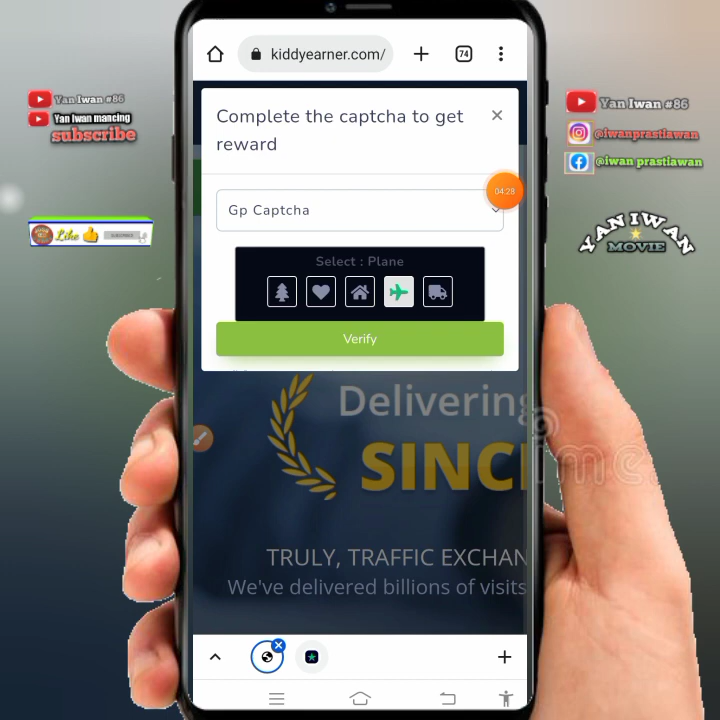 kiddyearner.com/
74
Yan Iwan #86
Yan Iwan mancing
subscribe
Like
SUBSCRIBE
Yan Iwan #86
@iwanprastiawan
@iwan prastiawan
YAN IWAN
MOVIE
Complete the captcha to get
reward
04:28
Gp Captcha
Select : Plane
Verify
Delivering
SINC
TRULY, TRAFFIC EXCHAN
We've delivered billions of visits